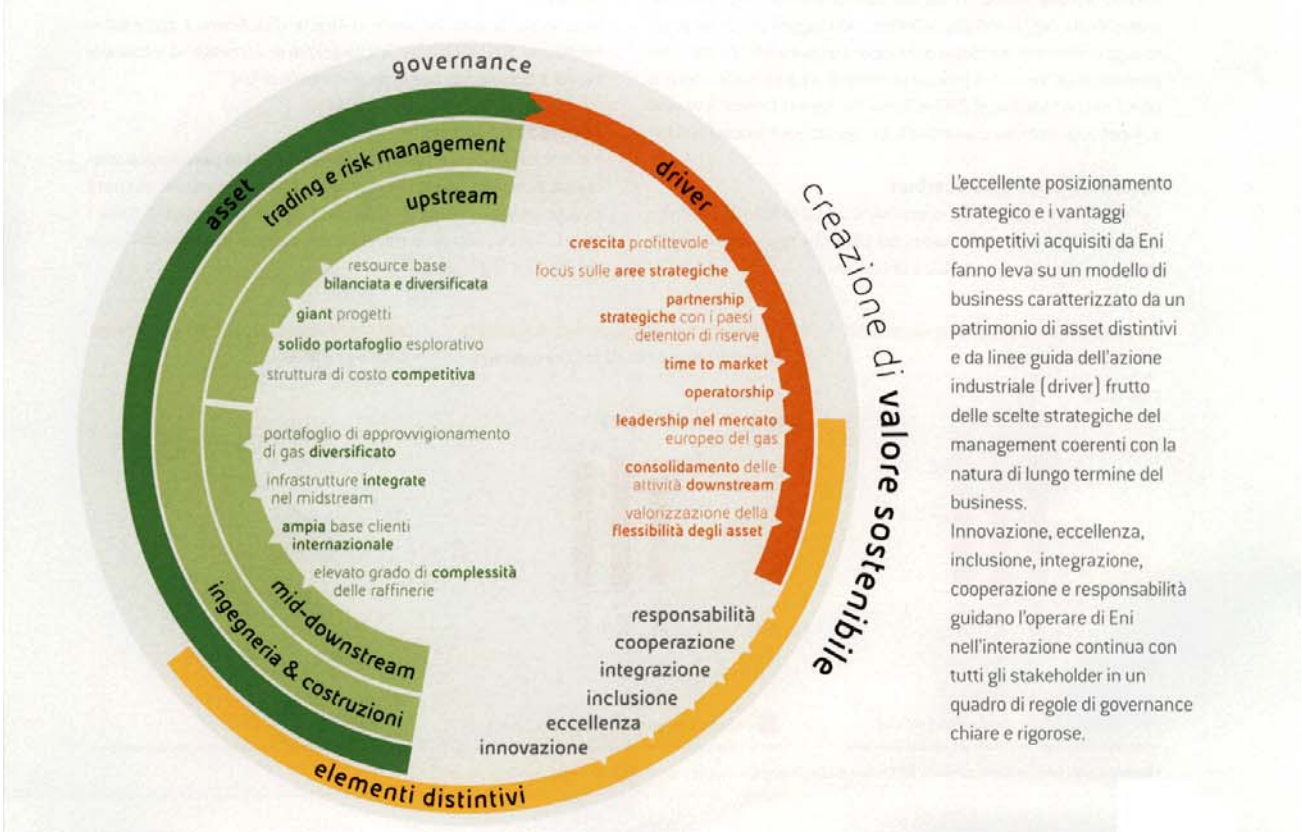 governance
asset
trading e risk management
upstream
resource base
bilanciata e diversificata
giant progetti
solido portafoglio esplorativo
struttura di costo competitiva
portafoglio di approvvigionamento
di gas diversificato
infrastrutture integrate
nel midstream
ampia base clienti
internazionale
elevato grado di complessità
delle raffinerie
mid-downstream
ingegneria & costruzioni
elementi distintivi
driver
crescita profittevole
focus sulle aree strategiche
partnership
strategiche con i paesi
detentori di riserve
time to market
operatorship
leadership nel mercato
europeo del gas
consolidamento delle
attività downstream
valorizzazione della
flessibilità degli asset
responsabilità
cooperazione
integrazione
inclusione
eccellenza
innovazione
creazione di valore sostenibile
L'eccellente posizionamento
strategico e i vantaggi
competitivi acquisiti da Eni
fanno leva su un modello di
business caratterizzato da un
patrimonio di asset distintivi
e da linee guida dell'azione
industriale (driver) frutto
delle scelte strategiche del
management coerenti con la
natura di lungo termine del
business.
Innovazione, eccellenza,
inclusione, integrazione,
cooperazione e responsabilità
guidano l'operare di Eni
nell'interazione continua con
tutti gli stakeholder in un
quadro di regole di governance
chiare e rigorose.